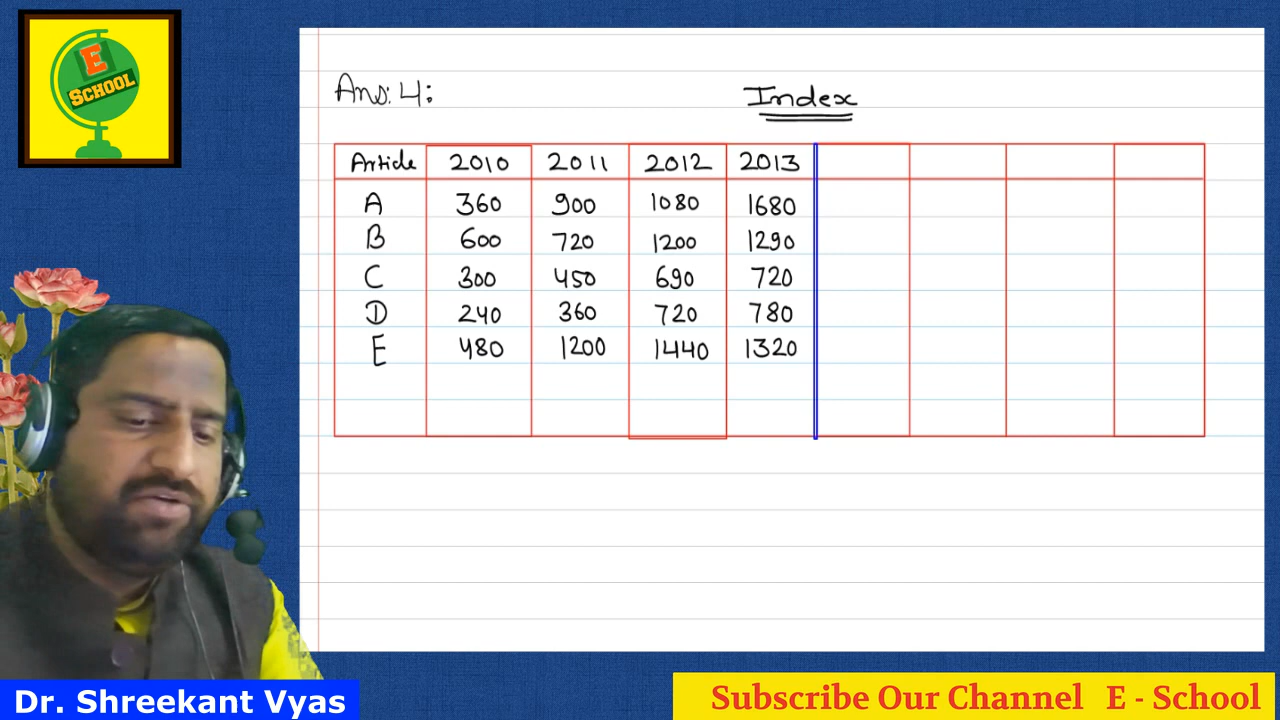 E
SCHOOL
Ans: 4:
Index
Article 2010 2011 2012 2013
A 360 900 1080 1680
B 600 720 1200 1290
C 300 450 690 720
D 240 360 720 780
E 480 1200 1440 1320
Dr. Shreekant Vyas
Subscribe Our Channel E - School